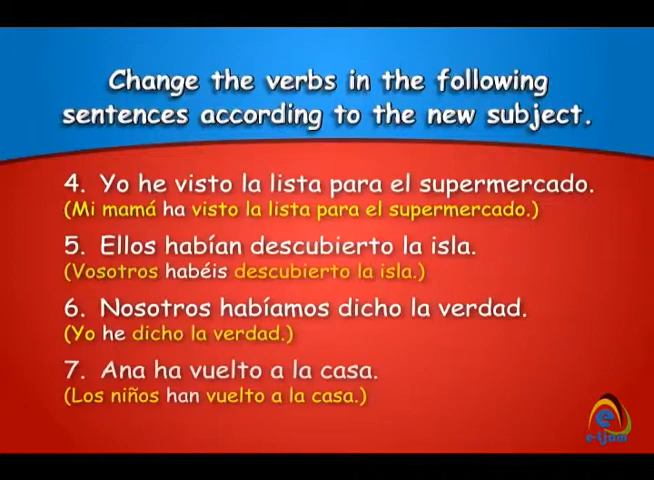 Change the verbs in the following
sentences according to the new subject.
4. Yo he visto la lista para el supermercado.
(Mi mamá ha visto la lista para el supermercado.)
5. Ellos habían descubierto la isla.
(Vosotros habéis descubierto la isla.)
6. Nosotros habíamos dicho la verdad.
(Yo he dicho la verdad.)
7. Ana ha vuelto a la casa.
(Los niños han vuelto a la casa.)
e
e-ijam